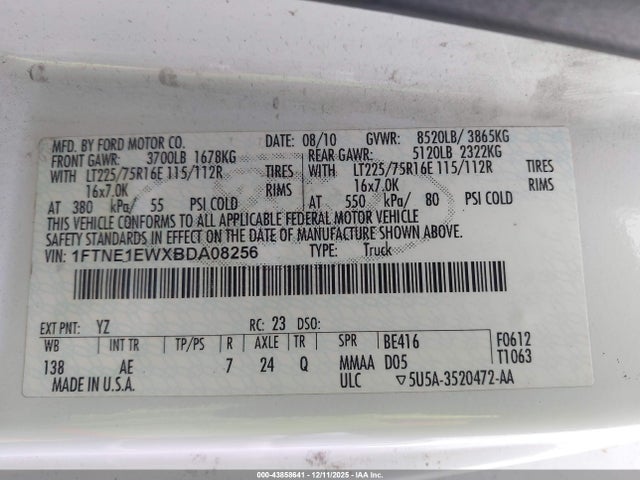 MFD. BY FORD MOTOR CO. DATE: 08/10 GVWR: 8520LB/ 3865KG
FRONT GAWR: 3700LB 1678KG REAR GAWR: 5120LB 2322KG
WITH LT225/75R16E 115/112R TIRES WITH LT225/75R16E 115/112R TIRES
16x7.0K RIMS 16x7.0K RIMS
AT 380 kPa/ 55 PSI COLD AT 550 kPa/ 80 PSI COLD
THIS VEHICLE CONFORMS TO ALL APPLICABLE FEDERAL MOTOR VEHICLE
SAFETY STANDARDS IN EFFECT ON THE DATE OF MANUFACTURE SHOWN ABOVE.
VIN: 1FTNE1EWXBDA08256 TYPE: Truck
EXT PNT: YZ RC: 23 DSO:
WB INT TR TP/PS R AXLE TR SPR BE416 F0612
138 AE 7 24 Q MMAA D05 T1063
MADE IN U.S.A. ULC ▽5U5A-3520472-AA
000-43858641 - 12/11/2025 - IAA Inc.